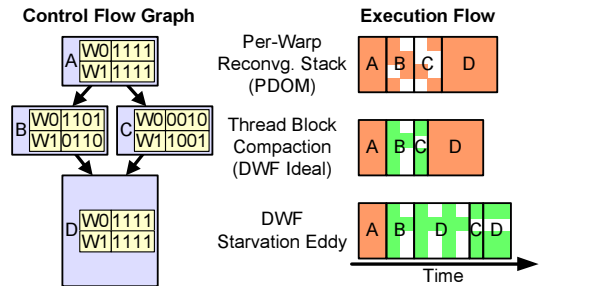 Control Flow Graph
A
W0 1111
W1 1111
B
W0 1101
W1 0110
C
W0 0010
W1 1001
D
W0 1111
W1 1111
Execution Flow
Per-Warp
Reconvg. Stack
(PDOM)
A B C D
Thread Block
Compaction
(DWF Ideal)
A B C D
DWF
Starvation Eddy
A B D C D
Time